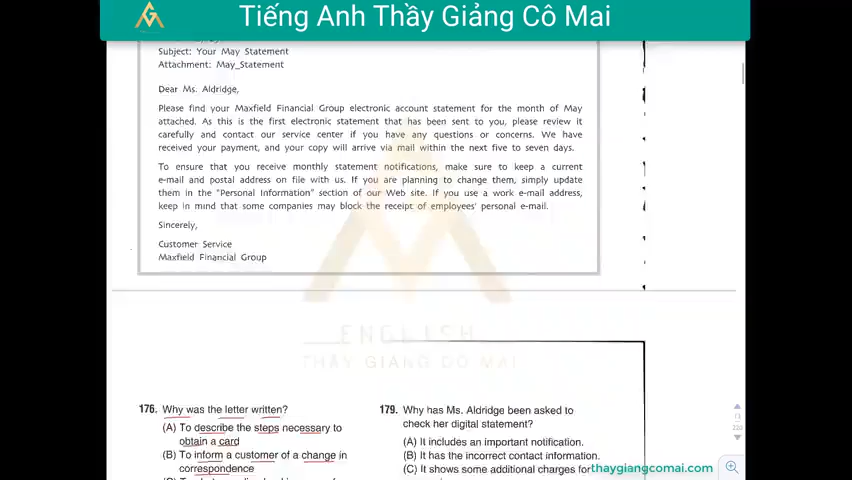 Tiếng Anh Thầy Giảng Cô Mai
Subject: Your May Statement
Attachment: May_Statement
Dear Ms. Aldridge,
Please find your Maxfield Financial Group electronic account statement for the month of May
attached. As this is the first electronic statement that has been sent to you, please review it
carefully and contact our service center if you have any questions or concerns. We have
received your payment, and your copy will arrive via mail within the next five to seven days.
To ensure that you receive monthly statement notifications, make sure to keep a current
e-mail and postal address on file with us. If you are planning to change them, simply update
them in the "Personal Information" section of our Web site. If you use a work e-mail address,
keep in mind that some companies may block the receipt of employees' personal e-mail.
Sincerely,
Customer Service
Maxfield Financial Group
ENGLISH
THẦY GIẢNG CÔ MAI
176. Why was the letter written?
(A) To describe the steps necessary to
obtain a card
(B) To inform a customer of a change in
correspondence
179. Why has Ms. Aldridge been asked to
check her digital statement?
(A) It includes an important notification.
(B) It has the incorrect contact information.
(C) It shows some additional charges for
thaygiangcomai.com